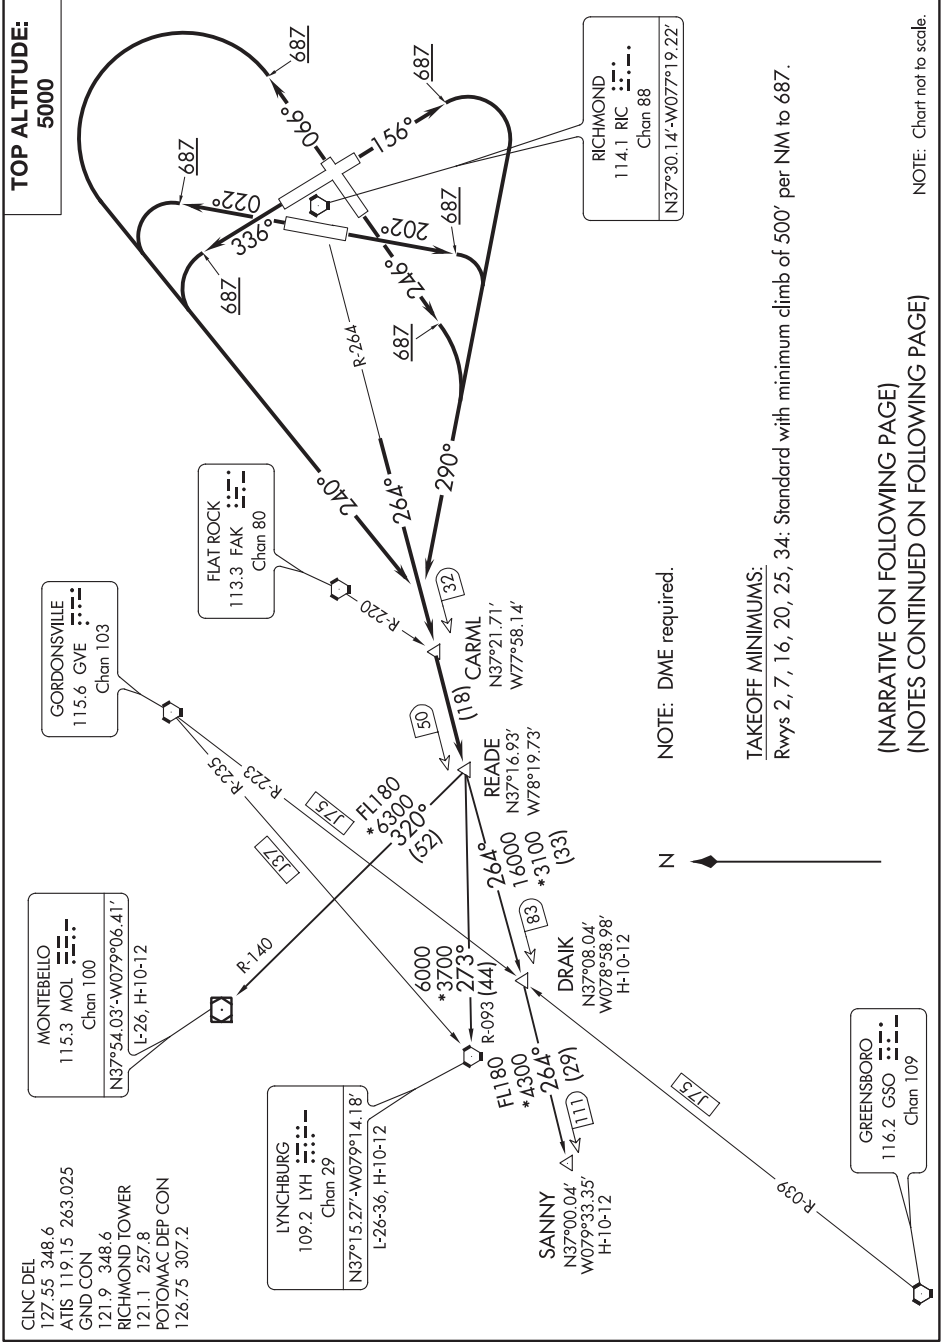 TOP ALTITUDE:
5000
CLNC DEL
127.55 348.6
ATIS 119.15 263.025
GND CON
121.9 348.6
RICHMOND TOWER
121.1 257.8
POTOMAC DEP CON
126.75 307.2
MONTEBELLO
115.3 MOL
Chan 100
N37°54.03′-W079°06.41′
L-26, H-10-12
GORDONSVILLE
115.6 GVE
Chan 103
FLAT ROCK
113.3 FAK
Chan 80
LYNCHBURG
109.2 LYH
Chan 29
N37°15.27′-W079°14.18′
L-26-36, H-10-12
RICHMOND
114.1 RIC
Chan 88
N37°30.14′-W077°19.22′
GREENSBORO
116.2 GSO
Chan 109
687
687
687
687
687
687
066°
156°
022°
336°
202°
246°
R-264
240°
264°
290°
R-220
32
CARML
N37°21.71′
W77°58.14′
(18)
50
READE
N37°16.93′
W78°19.73′
R-235
R-223
J37
J75
FL180
*6300
320°
(52)
R-140
6000
*3700
273°
(44)
R-093
264°
16000
*3100
(33)
83
DRAIK
N37°08.04′
W078°58.98′
H-10-12
FL180
*4300
264°
(29)
111
SANNY
N37°00.04′
W079°33.35′
H-10-12
J75
R-039
N
NOTE: DME required.
TAKEOFF MINIMUMS:
Rwys 2, 7, 16, 20, 25, 34: Standard with minimum climb of 500′ per NM to 687.
(NARRATIVE ON FOLLOWING PAGE)
(NOTES CONTINUED ON FOLLOWING PAGE)
NOTE: Chart not to scale.